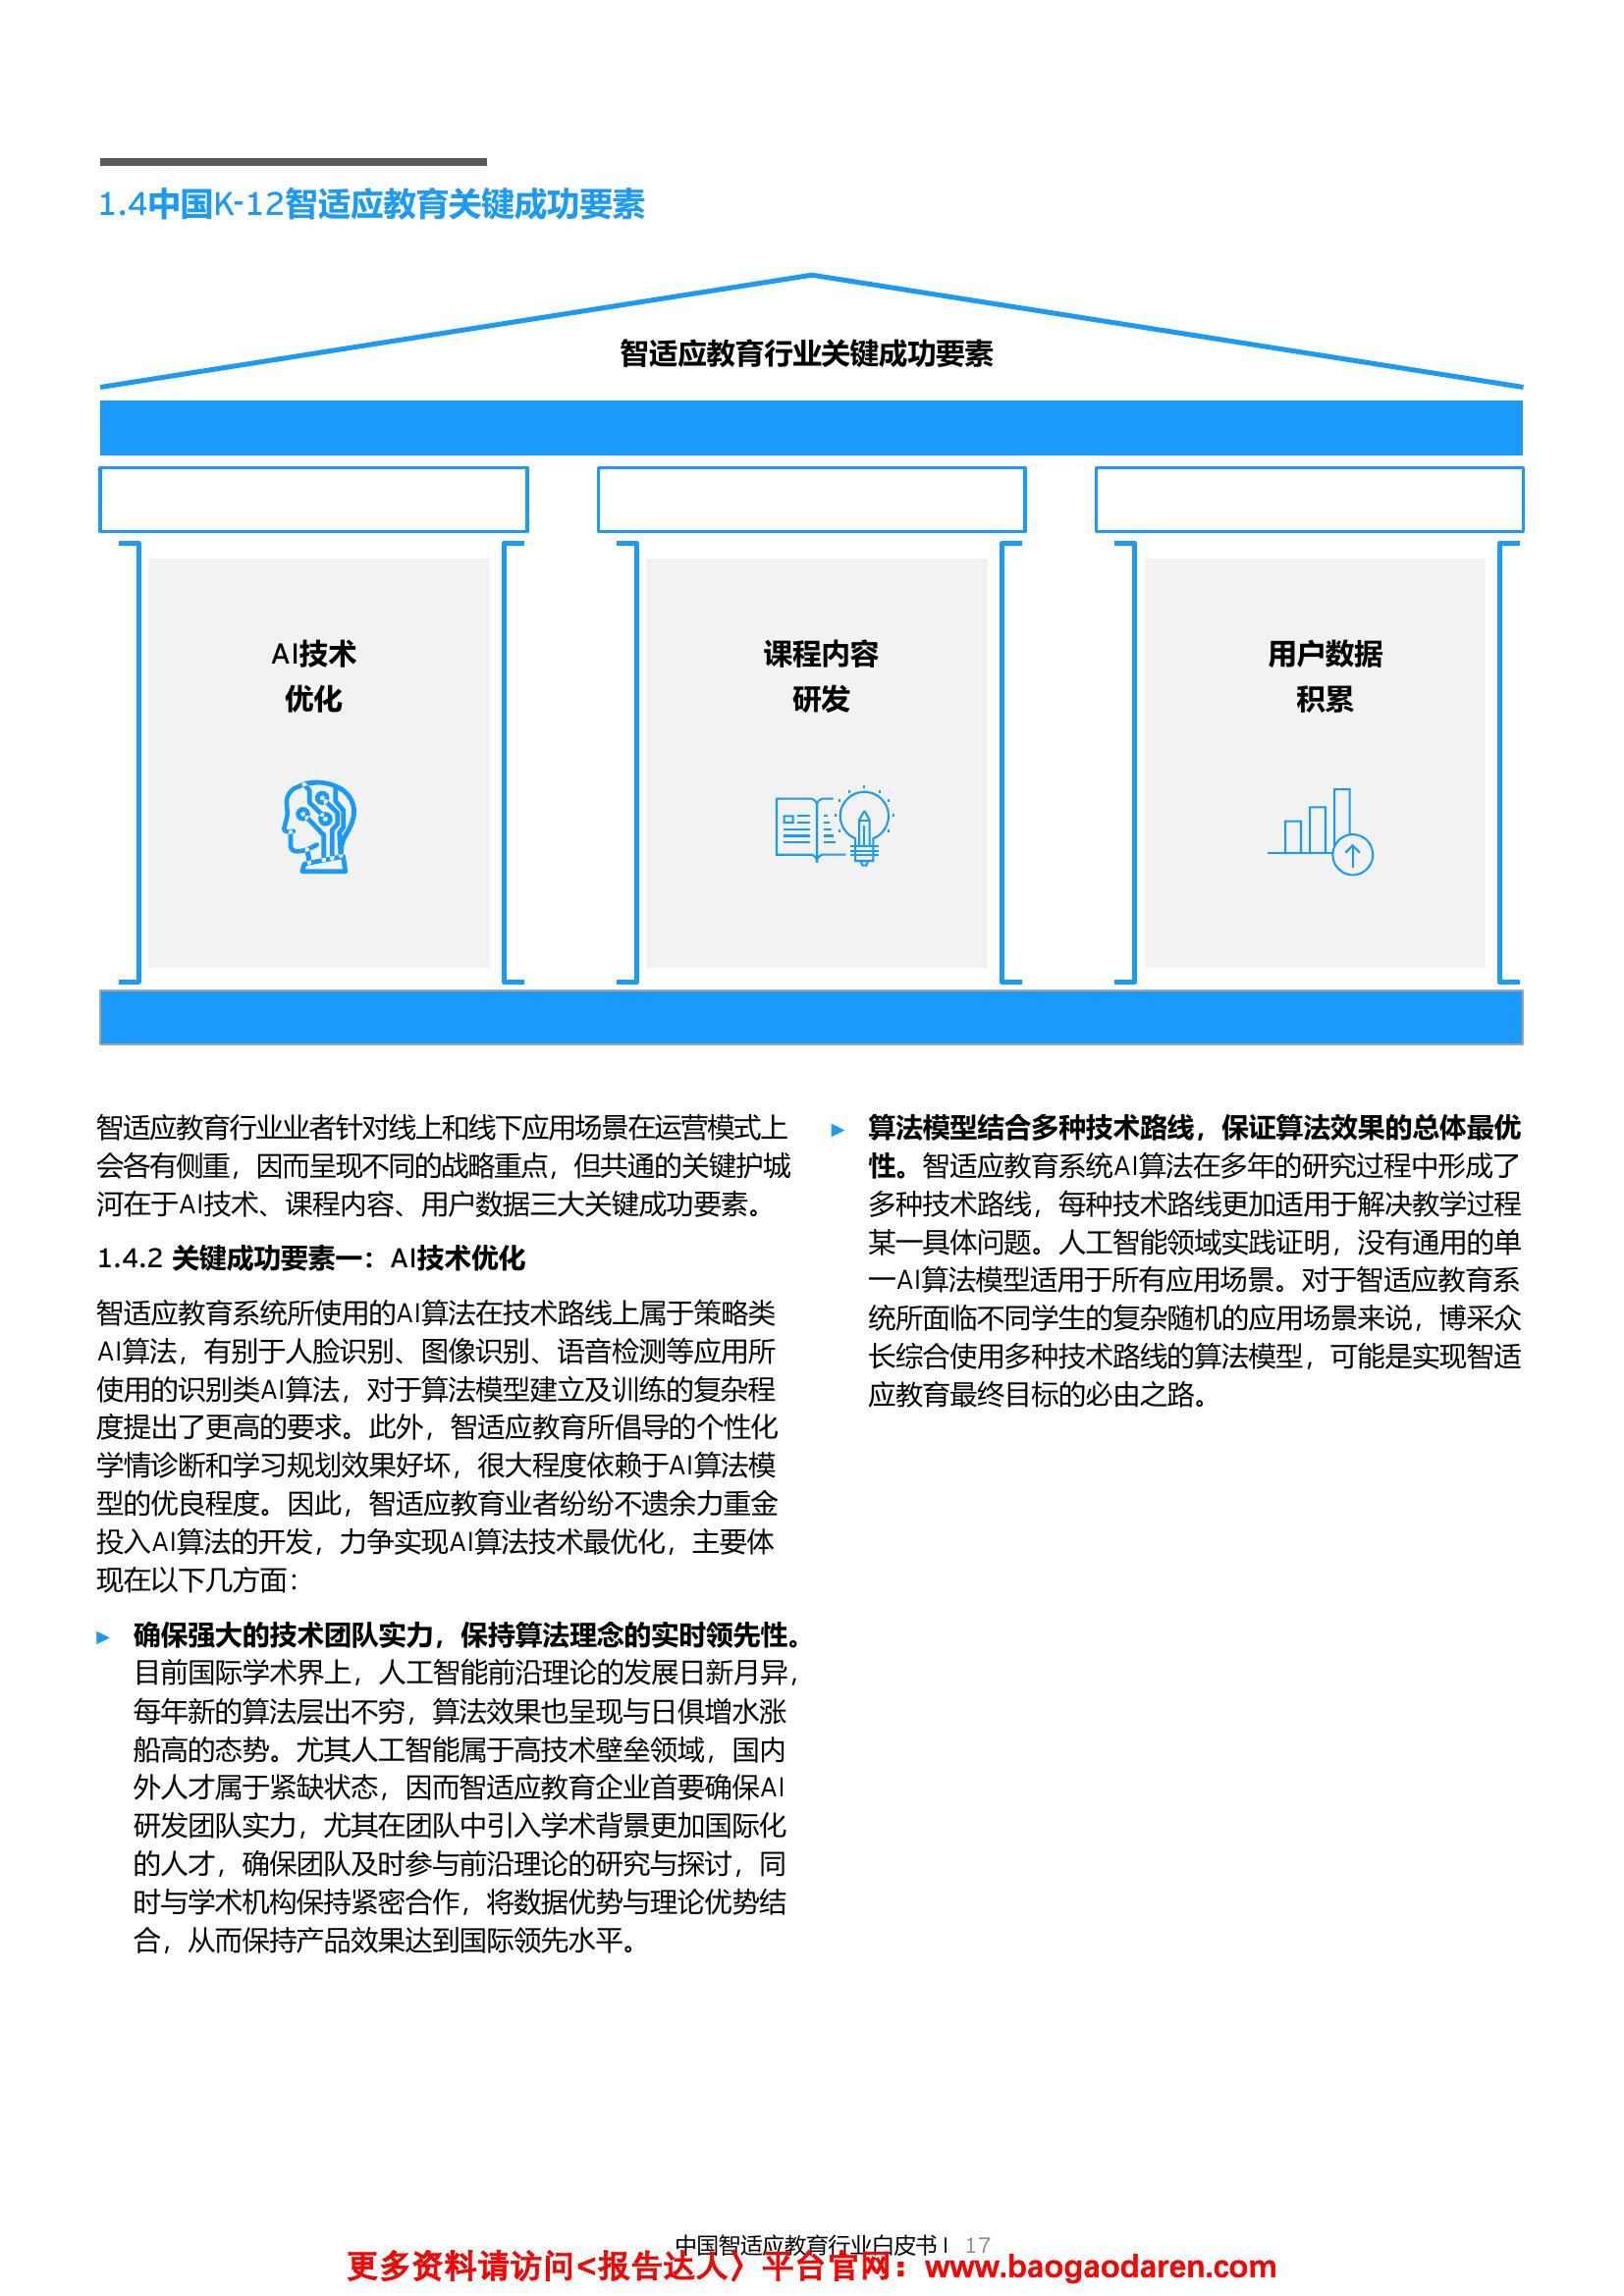 1.4中国K-12智适应教育关键成功要素
智适应教育行业关键成功要素
AI技术
优化
课程内容
研发
用户数据
积累
智适应教育行业业者针对线上和线下应用场景在运营模式上
会各有侧重，因而呈现不同的战略重点，但共通的关键护城
河在于AI技术、课程内容、用户数据三大关键成功要素。
1.4.2 关键成功要素一：AI技术优化
智适应教育系统所使用的AI算法在技术路线上属于策略类
AI算法，有别于人脸识别、图像识别、语音检测等应用所
使用的识别类AI算法，对于算法模型建立及训练的复杂程
度提出了更高的要求。此外，智适应教育所倡导的个性化
学情诊断和学习规划效果好坏，很大程度依赖于AI算法模
型的优良程度。因此，智适应教育业者纷纷不遗余力重金
投入AI算法的开发，力争实现AI算法技术最优化，主要体
现在以下几方面：
► 确保强大的技术团队实力，保持算法理念的实时领先性。
目前国际学术界上，人工智能前沿理论的发展日新月异，
每年新的算法层出不穷，算法效果也呈现与日俱增水涨
船高的态势。尤其人工智能属于高技术壁垒领域，国内
外人才属于紧缺状态，因而智适应教育企业首要确保AI
研发团队实力，尤其在团队中引入学术背景更加国际化
的人才，确保团队及时参与前沿理论的研究与探讨，同
时与学术机构保持紧密合作，将数据优势与理论优势结
合，从而保持产品效果达到国际领先水平。
► 算法模型结合多种技术路线，保证算法效果的总体最优
性。智适应教育系统AI算法在多年的研究过程中形成了
多种技术路线，每种技术路线更加适用于解决教学过程
某一具体问题。人工智能领域实践证明，没有通用的单
一AI算法模型适用于所有应用场景。对于智适应教育系
统所面临不同学生的复杂随机的应用场景来说，博采众
长综合使用多种技术路线的算法模型，可能是实现智适
应教育最终目标的必由之路。
中国智适应教育行业白皮书 I 17
更多资料请访问<报告达人〉平台官网：www.baogaodaren.com